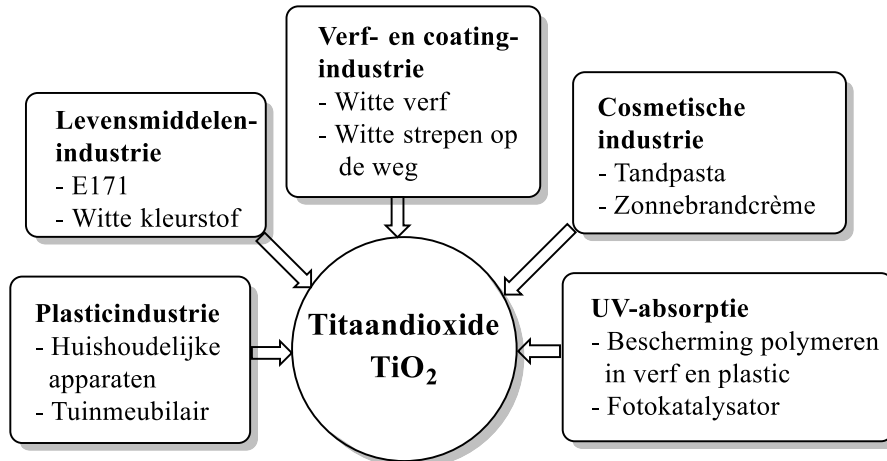 Verf- en coating-
industrie
- Witte verf
- Witte strepen op
de weg
Levensmiddelen-
industrie
- E171
- Witte kleurstof
Cosmetische
industrie
- Tandpasta
- Zonnebrandcrème
Plasticindustrie
- Huishoudelijke
apparaten
- Tuinmeubilair
Titaandioxide
TiO₂
UV-absorptie
- Bescherming polymeren
in verf en plastic
- Fotokatalysator